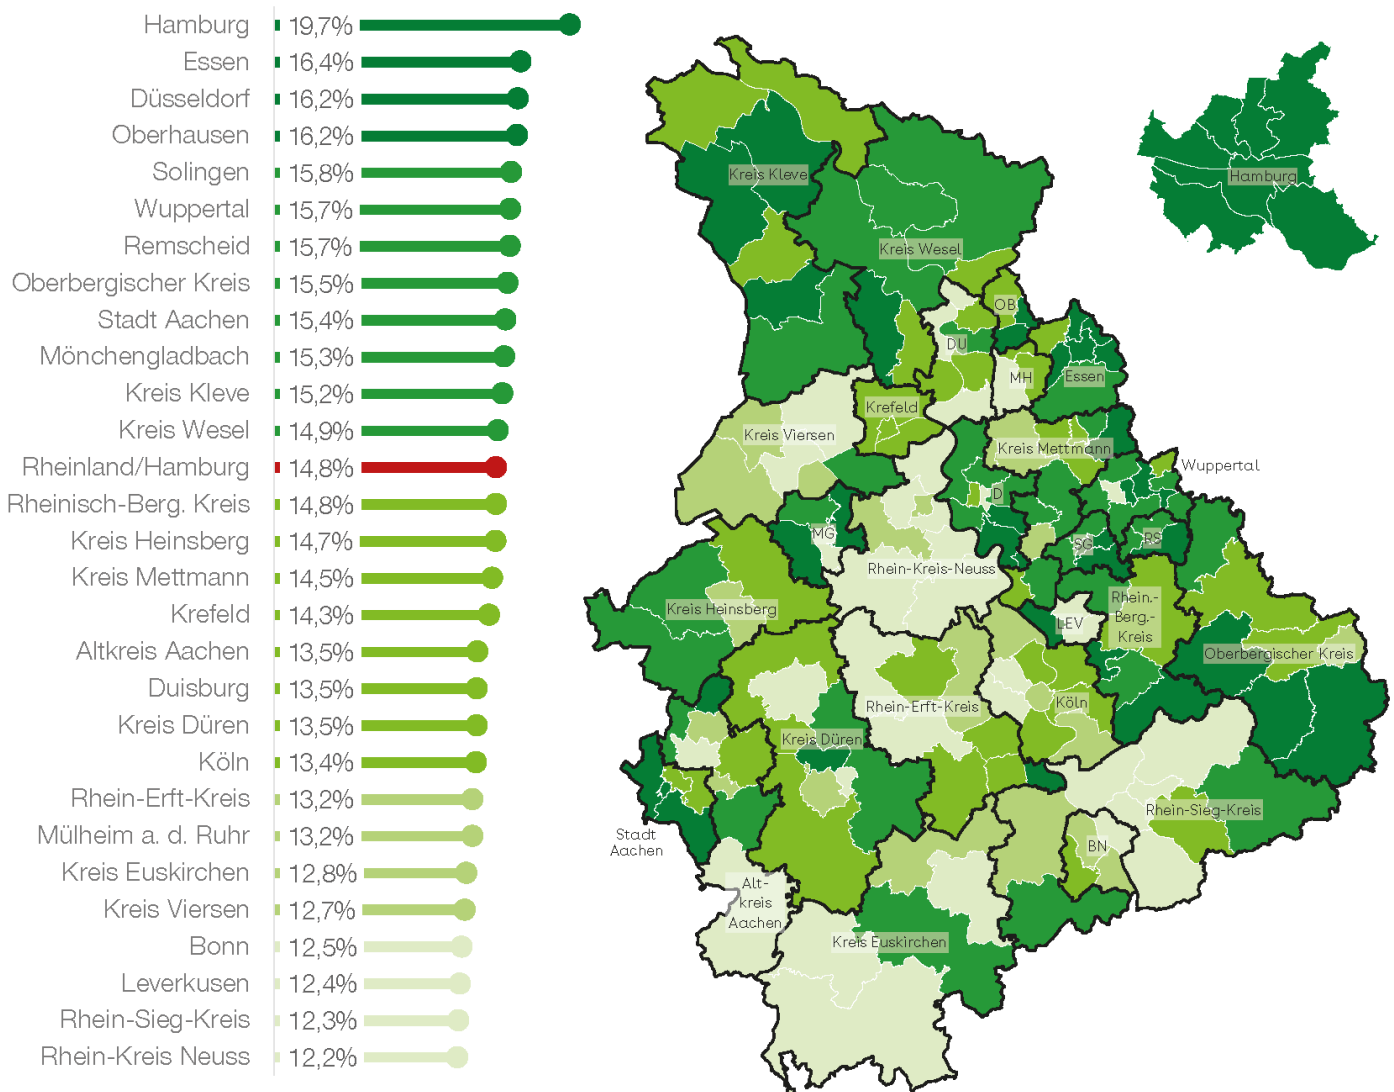 Hamburg 19,7%
Essen 16,4%
Düsseldorf 16,2%
Oberhausen 16,2%
Solingen 15,8%
Wuppertal 15,7%
Remscheid 15,7%
Oberbergischer Kreis 15,5%
Stadt Aachen 15,4%
Mönchengladbach 15,3%
Kreis Kleve 15,2%
Kreis Wesel 14,9%
Rheinland/Hamburg 14,8%
Rheinisch-Berg. Kreis 14,8%
Kreis Heinsberg 14,7%
Kreis Mettmann 14,5%
Krefeld 14,3%
Altkreis Aachen 13,5%
Duisburg 13,5%
Kreis Düren 13,5%
Köln 13,4%
Rhein-Erft-Kreis 13,2%
Mülheim a. d. Ruhr 13,2%
Kreis Euskirchen 12,8%
Kreis Viersen 12,7%
Bonn 12,5%
Leverkusen 12,4%
Rhein-Sieg-Kreis 12,3%
Rhein-Kreis Neuss 12,2%
Kreis Kleve
Hamburg
Kreis Wesel
OB
DU
MH
Essen
Krefeld
Kreis Viersen
Kreis Mettmann
Wuppertal
D
MG
SG
RS
Rhein-Kreis-Neuss
Kreis Heinsberg
LEV
Rhein.-
Berg.-
Kreis
Oberbergischer Kreis
Rhein-Erft-Kreis
Köln
Kreis Düren
Rhein-Sieg-Kreis
Stadt
Aachen
BN
Alt-
kreis
Aachen
Kreis Euskirchen